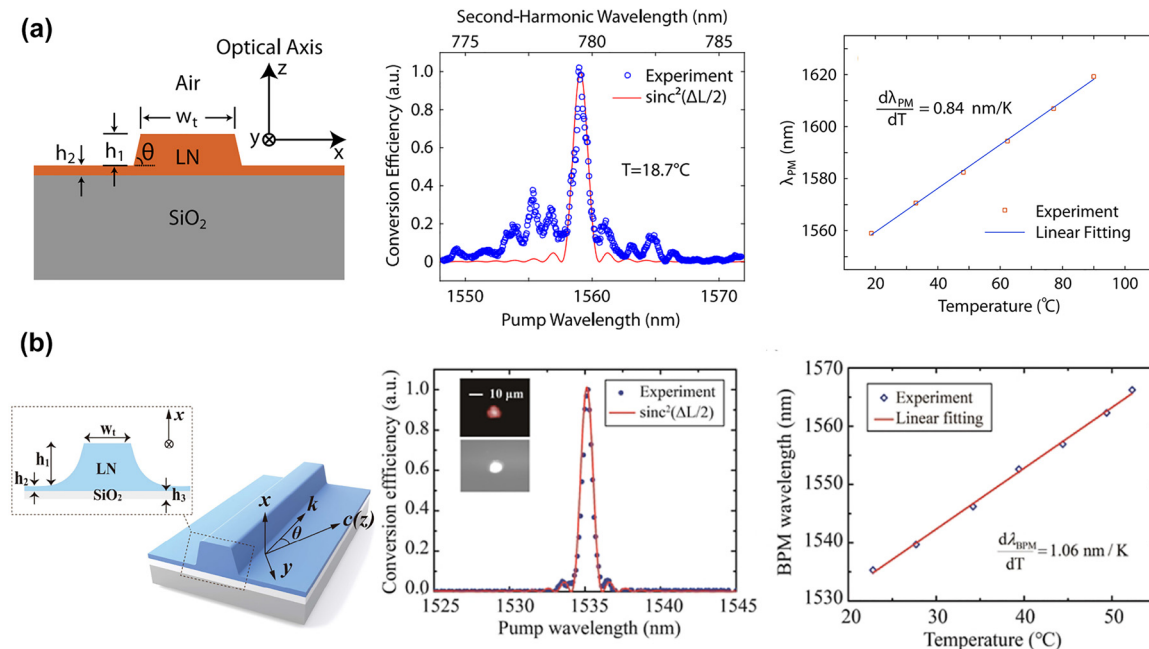 (a)
Optical Axis
z
Air
w_t
y
x
h₂
h₁
θ
LN
SiO₂
Second-Harmonic Wavelength (nm)
775
780
785
Conversion Efficiency (a.u.)
1.0
0.8
0.6
0.4
0.2
0
Experiment
sinc²(ΔL/2)
T=18.7℃
1550
1560
1570
Pump Wavelength (nm)
λ_PM (nm)
1620
1600
1580
1560
dλ_PM/dT = 0.84 nm/K
Experiment
Linear Fitting
20
40
60
80
100
Temperature (℃)
(b)
x
w_t
h₁
LN
h₂
SiO₂
h₃
x
k
c(z)
θ
y
Conversion efficiency (a.u.)
1.0
0.8
0.6
0.4
0.2
0.0
10 μm
Experiment
sinc²(ΔL/2)
1525
1530
1535
1540
1545
Pump wavelength (nm)
BPM wavelength (nm)
1570
1560
1550
1540
1530
Experiment
Linear fitting
dλ_BPM/dT = 1.06 nm / K
20
30
40
50
Temperature (℃)